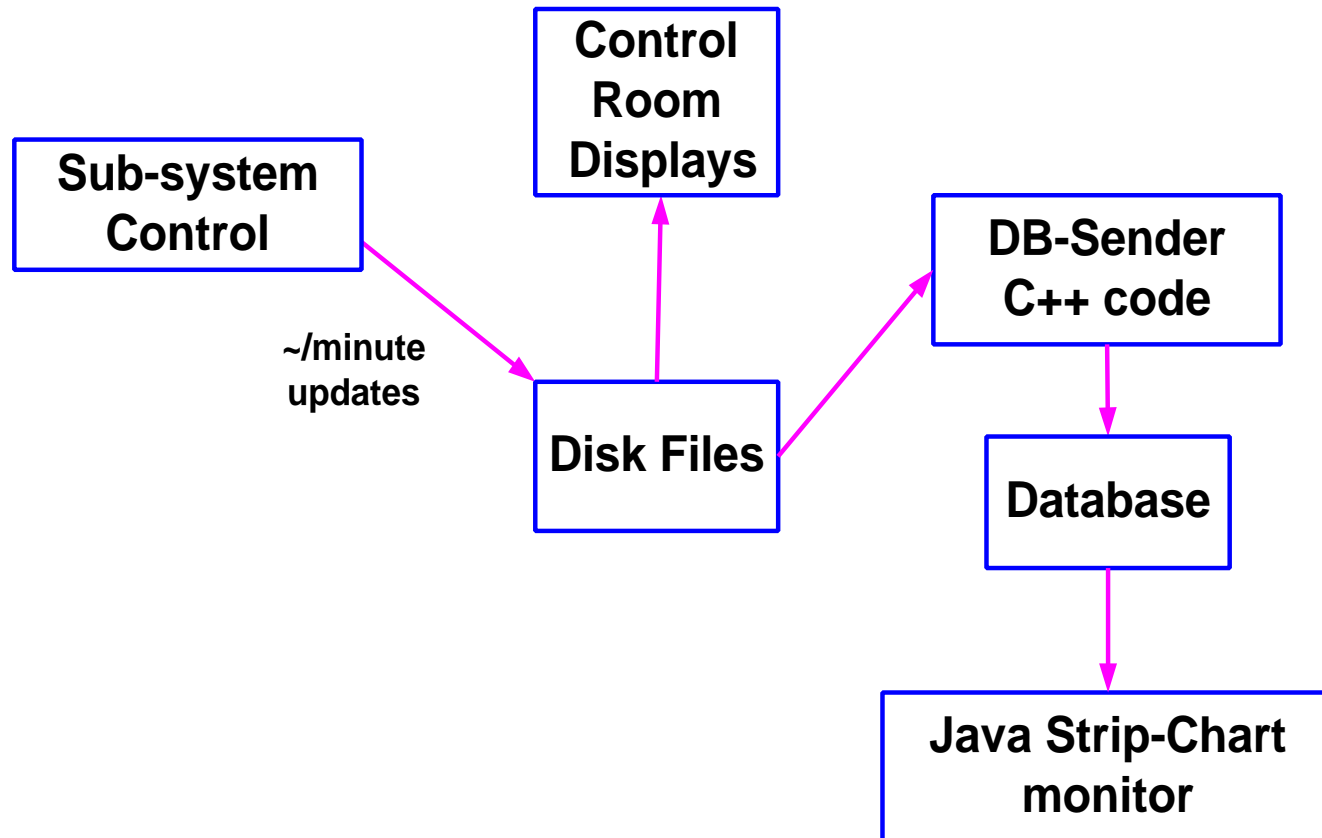 Control
Room
Displays
Sub-system
Control
DB-Sender
C++ code
~/minute
updates
Disk Files
Database
Java Strip-Chart
monitor